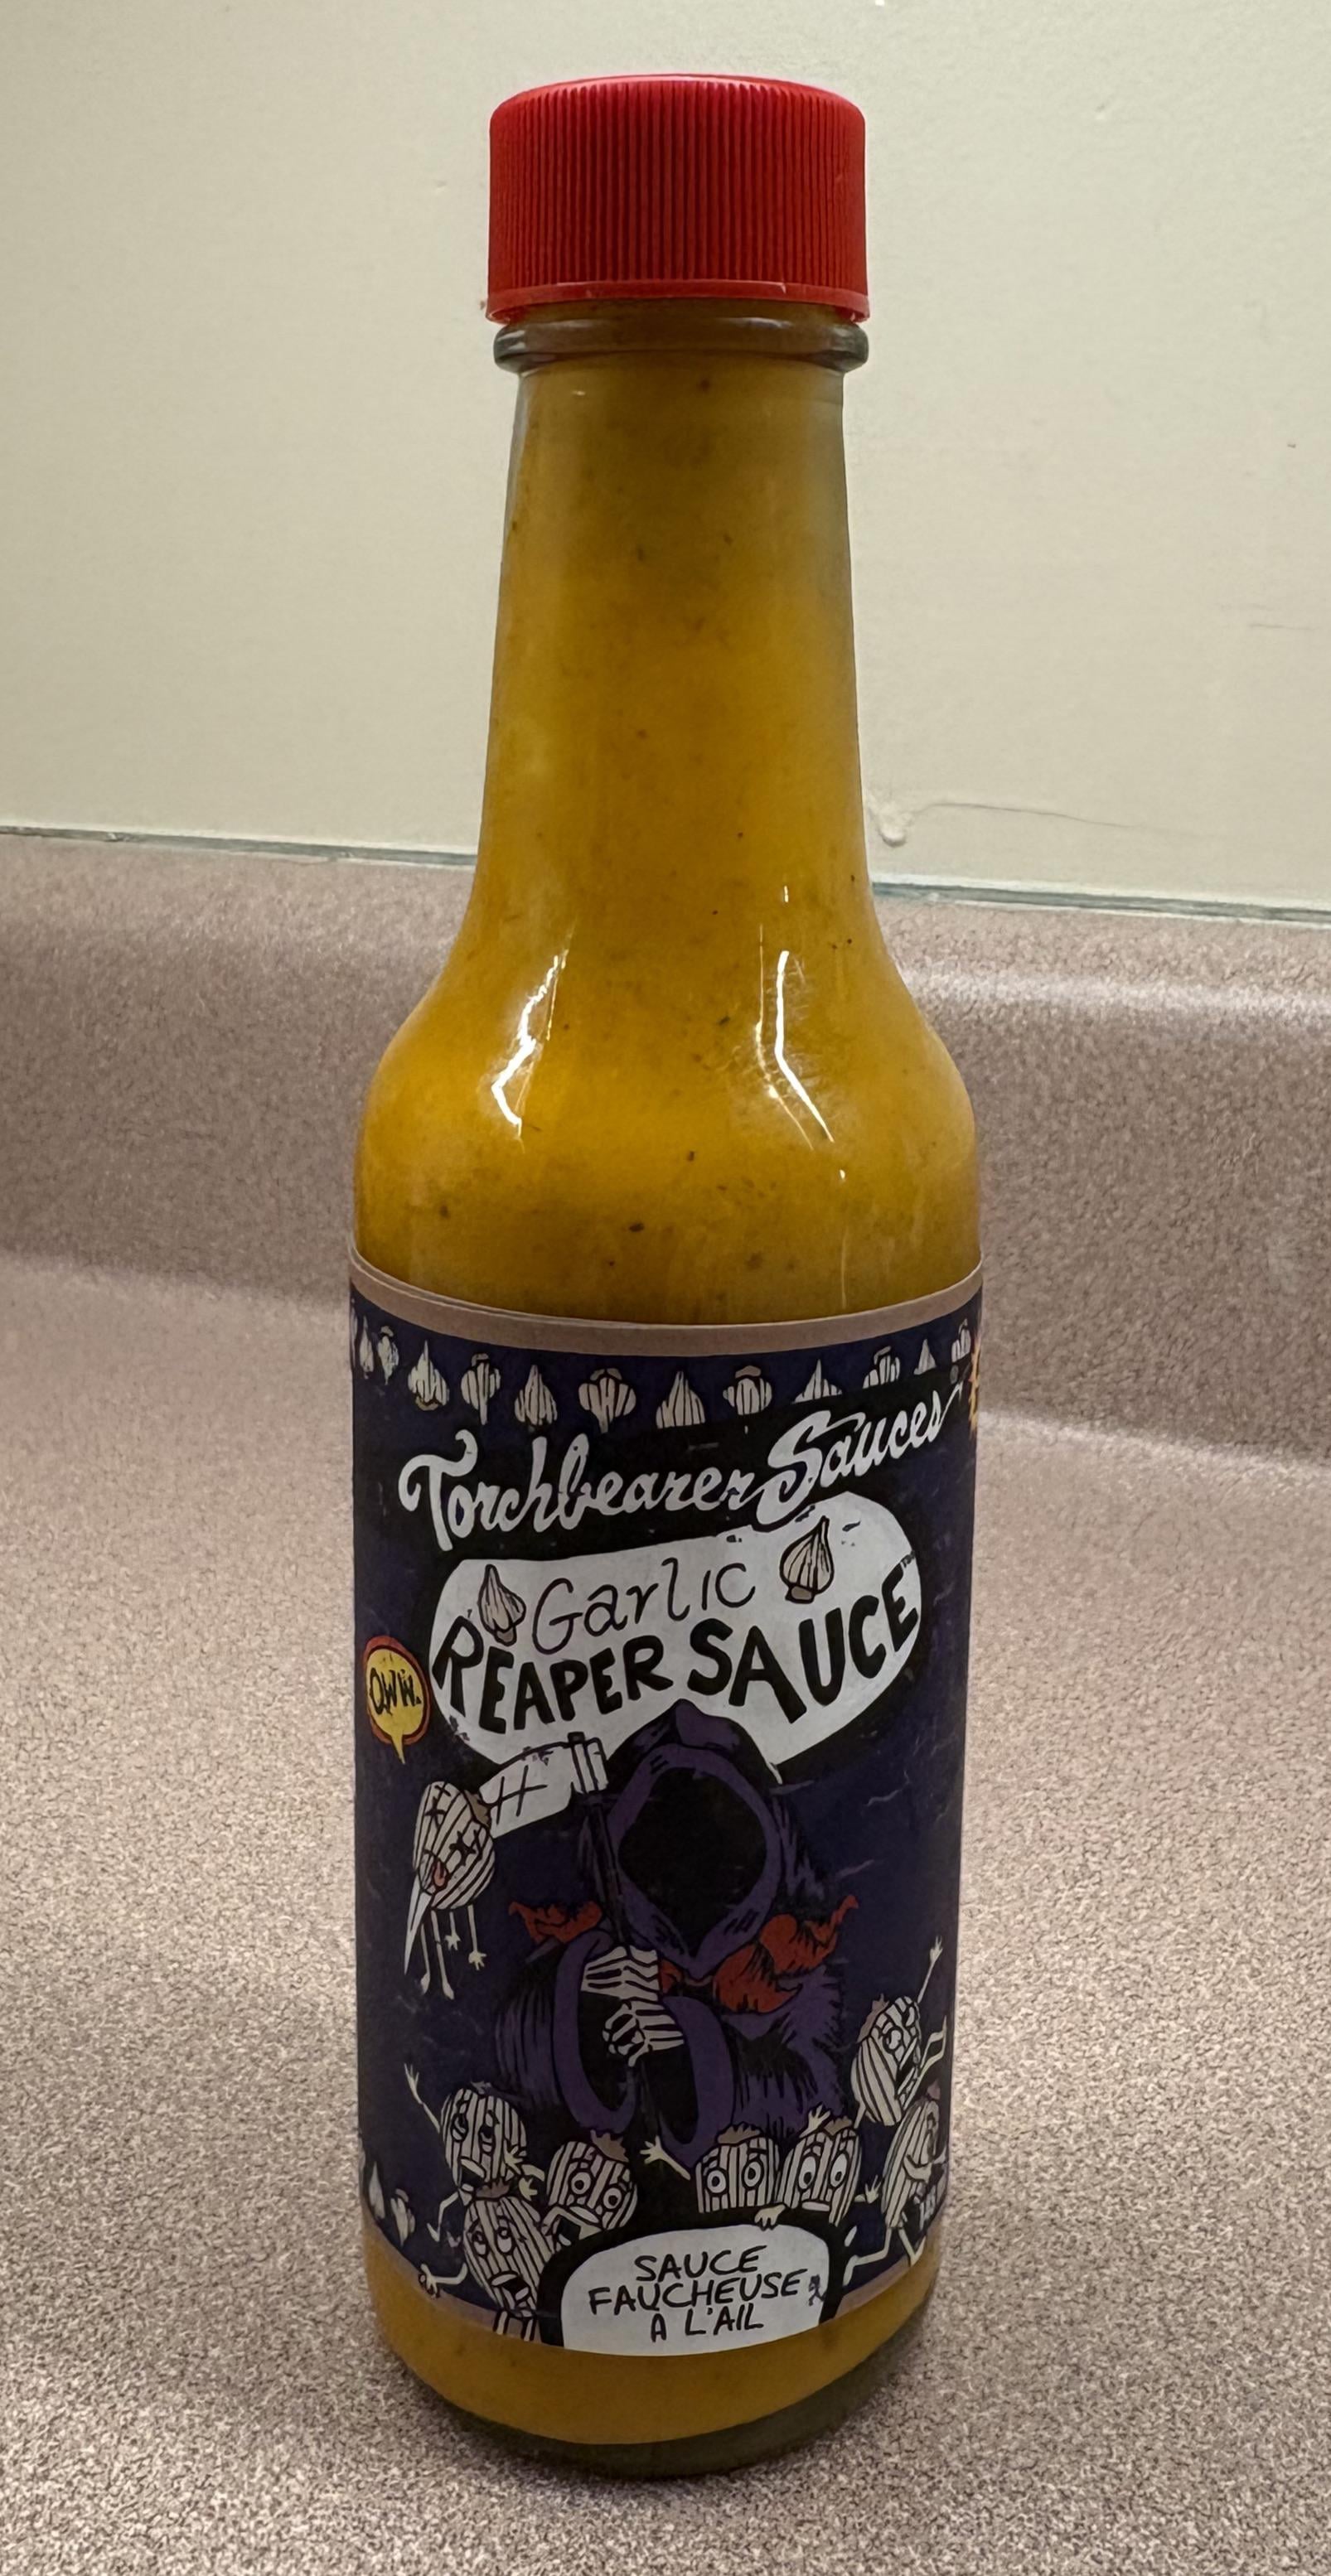 Torchbearer Sauces
Garlic
REAPER SAUCE
OWW.
SAUCE
FAUCHEUSE
À L'AIL